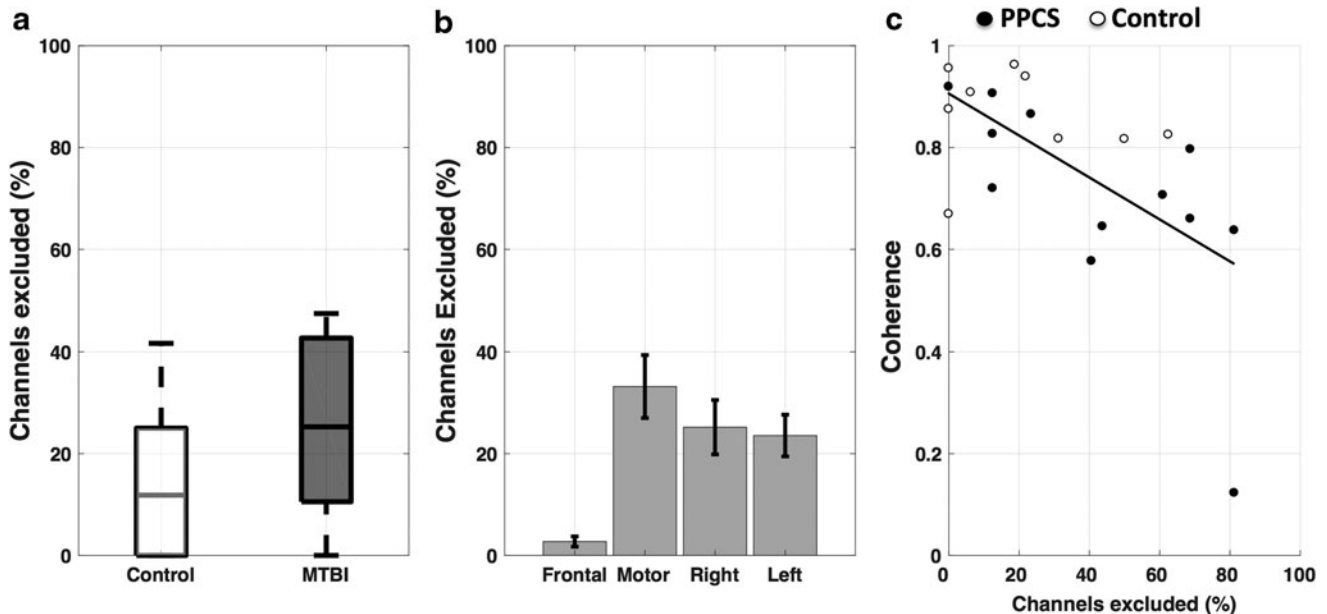 a
Channels excluded (%)
100
80
60
40
20
0
Control MTBI
b
Channels Excluded (%)
100
80
60
40
20
0
Frontal Motor Right Left
c
PPCS Control
Coherence
1
0.8
0.6
0.4
0.2
0
0 20 40 60 80 100
Channels excluded (%)